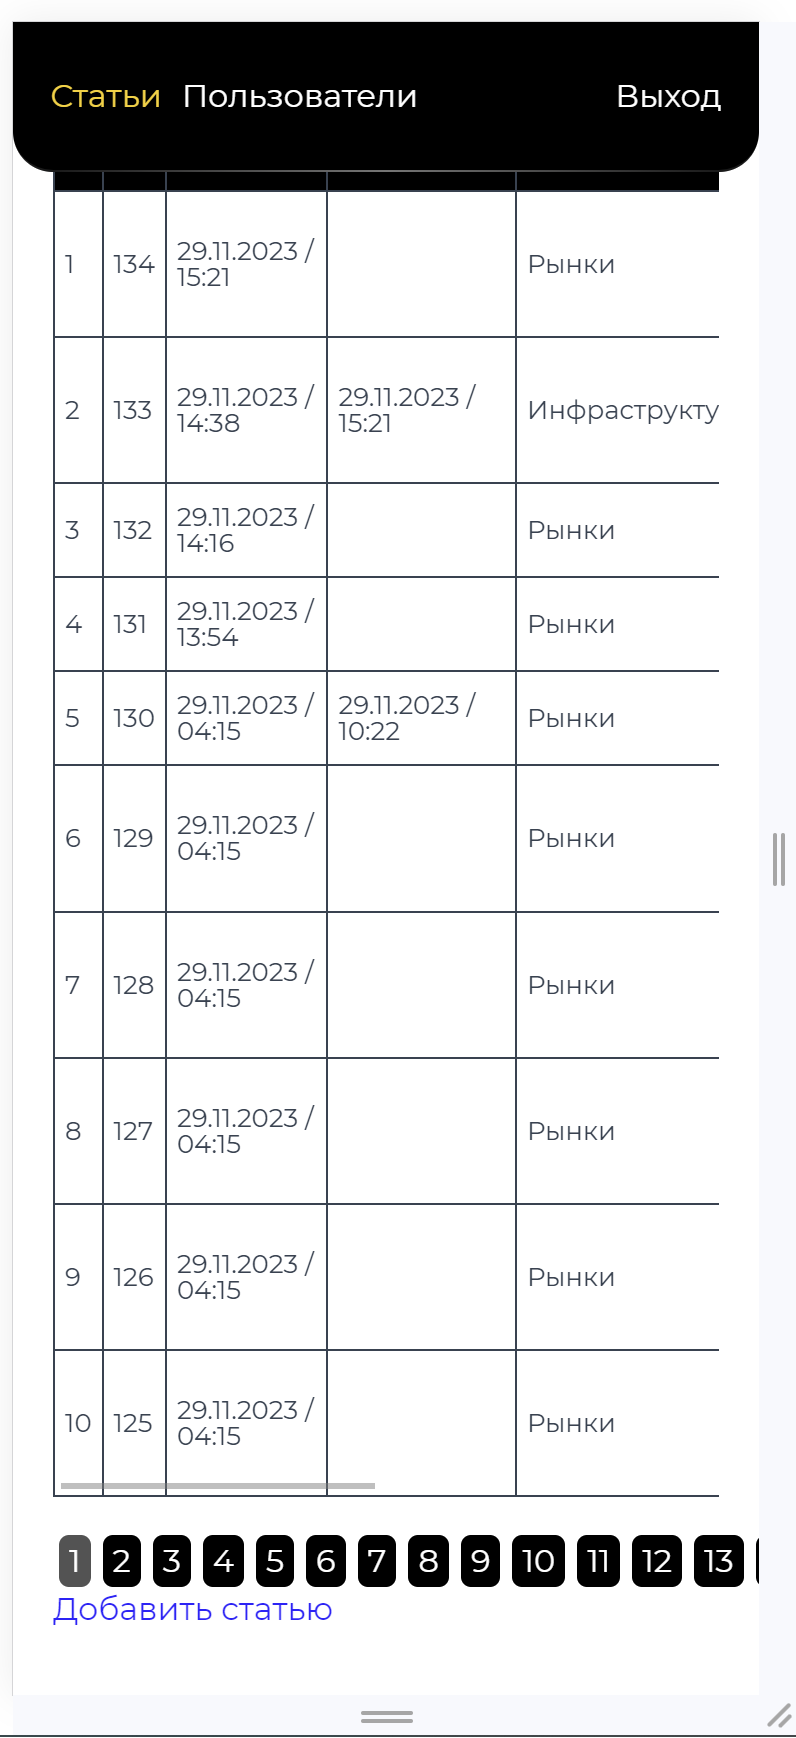 Статьи Пользователи Выход
1 134 29.11.2023 / Рынки
15:21
2 133 29.11.2023 / 29.11.2023 / Инфраструкту
14:38 15:21
3 132 29.11.2023 / Рынки
14:16
4 131 29.11.2023 / Рынки
13:54
5 130 29.11.2023 / 29.11.2023 / Рынки
04:15 10:22
6 129 29.11.2023 / Рынки
04:15
7 128 29.11.2023 / Рынки
04:15
8 127 29.11.2023 / Рынки
04:15
9 126 29.11.2023 / Рынки
04:15
10 125 29.11.2023 / Рынки
04:15
1 2 3 4 5 6 7 8 9 10 11 12 13
Добавить статью